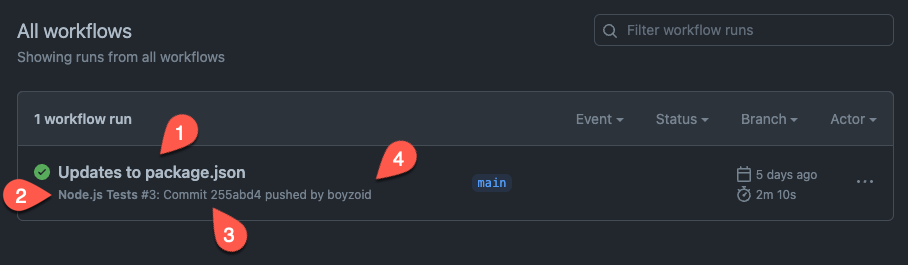 All workflows
Filter workflow runs
Showing runs from all workflows
1 workflow run
Event
Status
Branch
Actor
1
Updates to package.json
4
main
5 days ago
2
Node.js Tests #3: Commit 255abd4 pushed by boyzoid
2m 10s
3